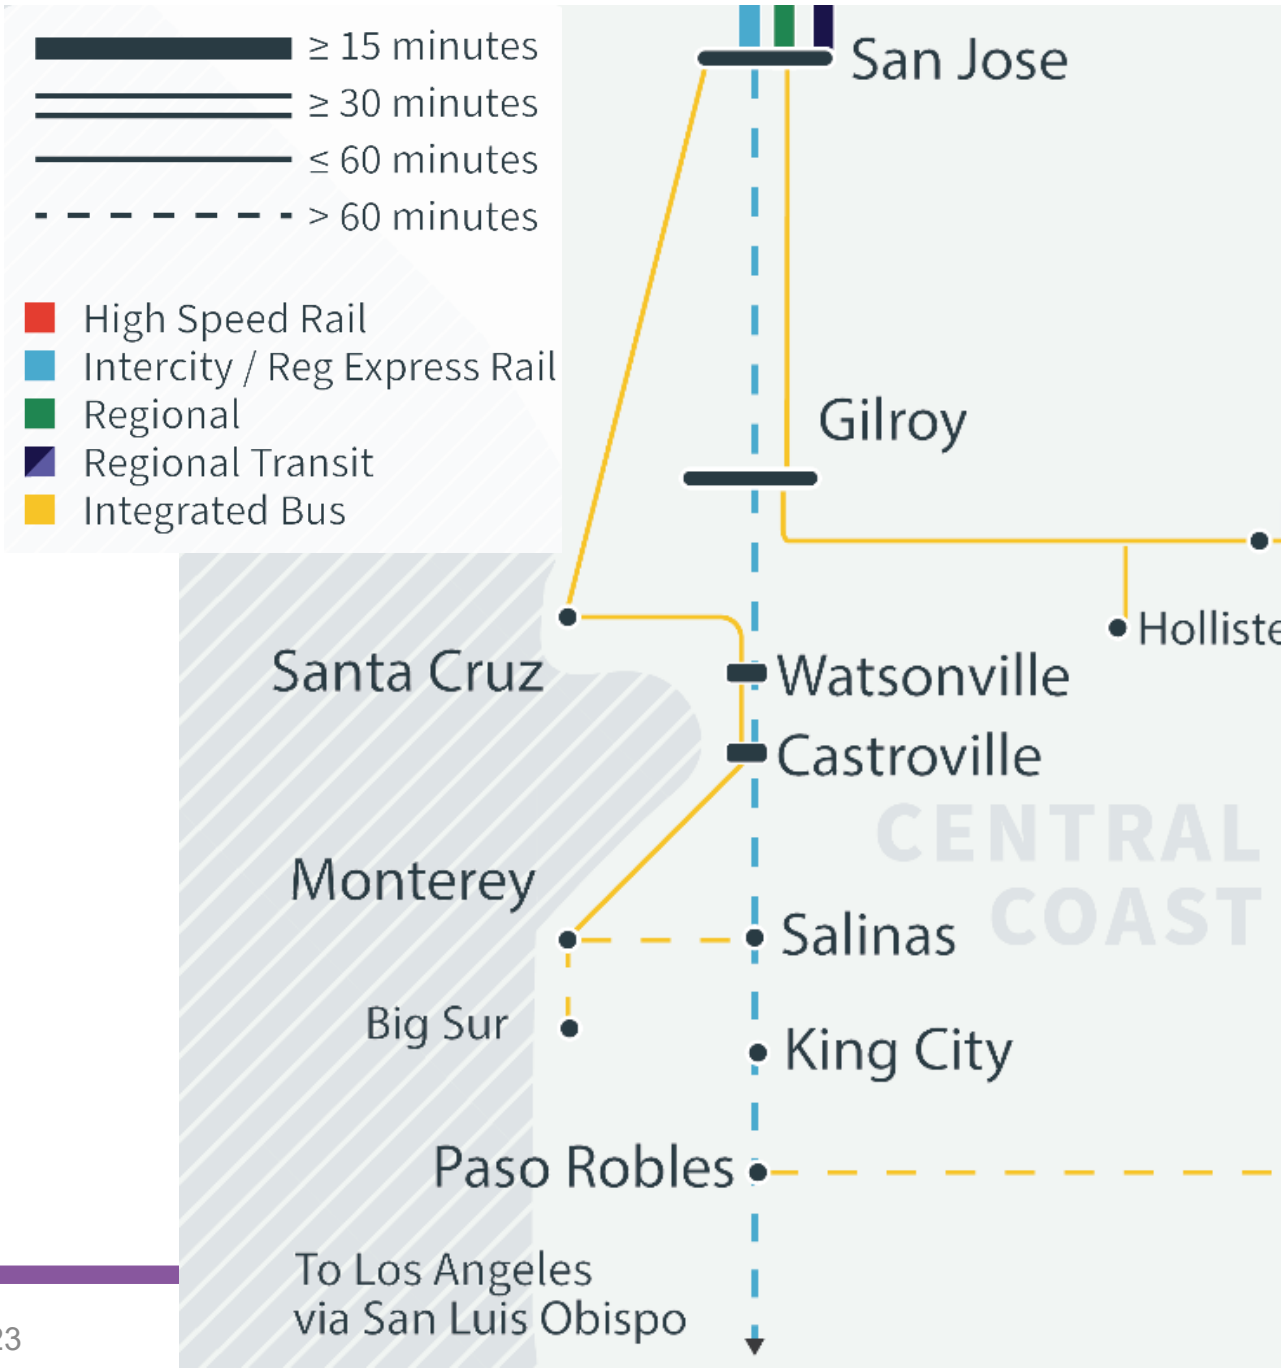 ≥ 15 minutes
≥ 30 minutes
≤ 60 minutes
> 60 minutes
High Speed Rail
Intercity / Reg Express Rail
Regional
Regional Transit
Integrated Bus
San Jose
Gilroy
Holliste
Santa Cruz
Watsonville
Castroville
CENTRAL
COAST
Monterey
Salinas
Big Sur
King City
Paso Robles
To Los Angeles
via San Luis Obispo
23